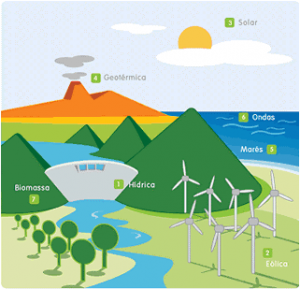 3 Solar
4 Geotérmica
6 Ondas
Marés 5
1 Hídrica
Biomassa
7
2
Eólica